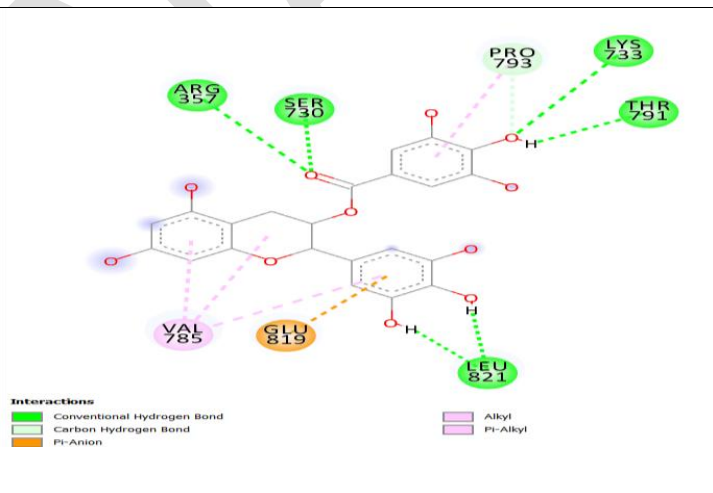 PRO
793
LYS
733
ARG
357
SER
730
THR
791
O
O
H
O
O
O
O
O
O
O
O
O
H
O
H
VAL
785
GLU
819
LEU
821
Interactions
Conventional Hydrogen Bond
Carbon Hydrogen Bond
Pi-Anion
Alkyl
Pi-Alkyl